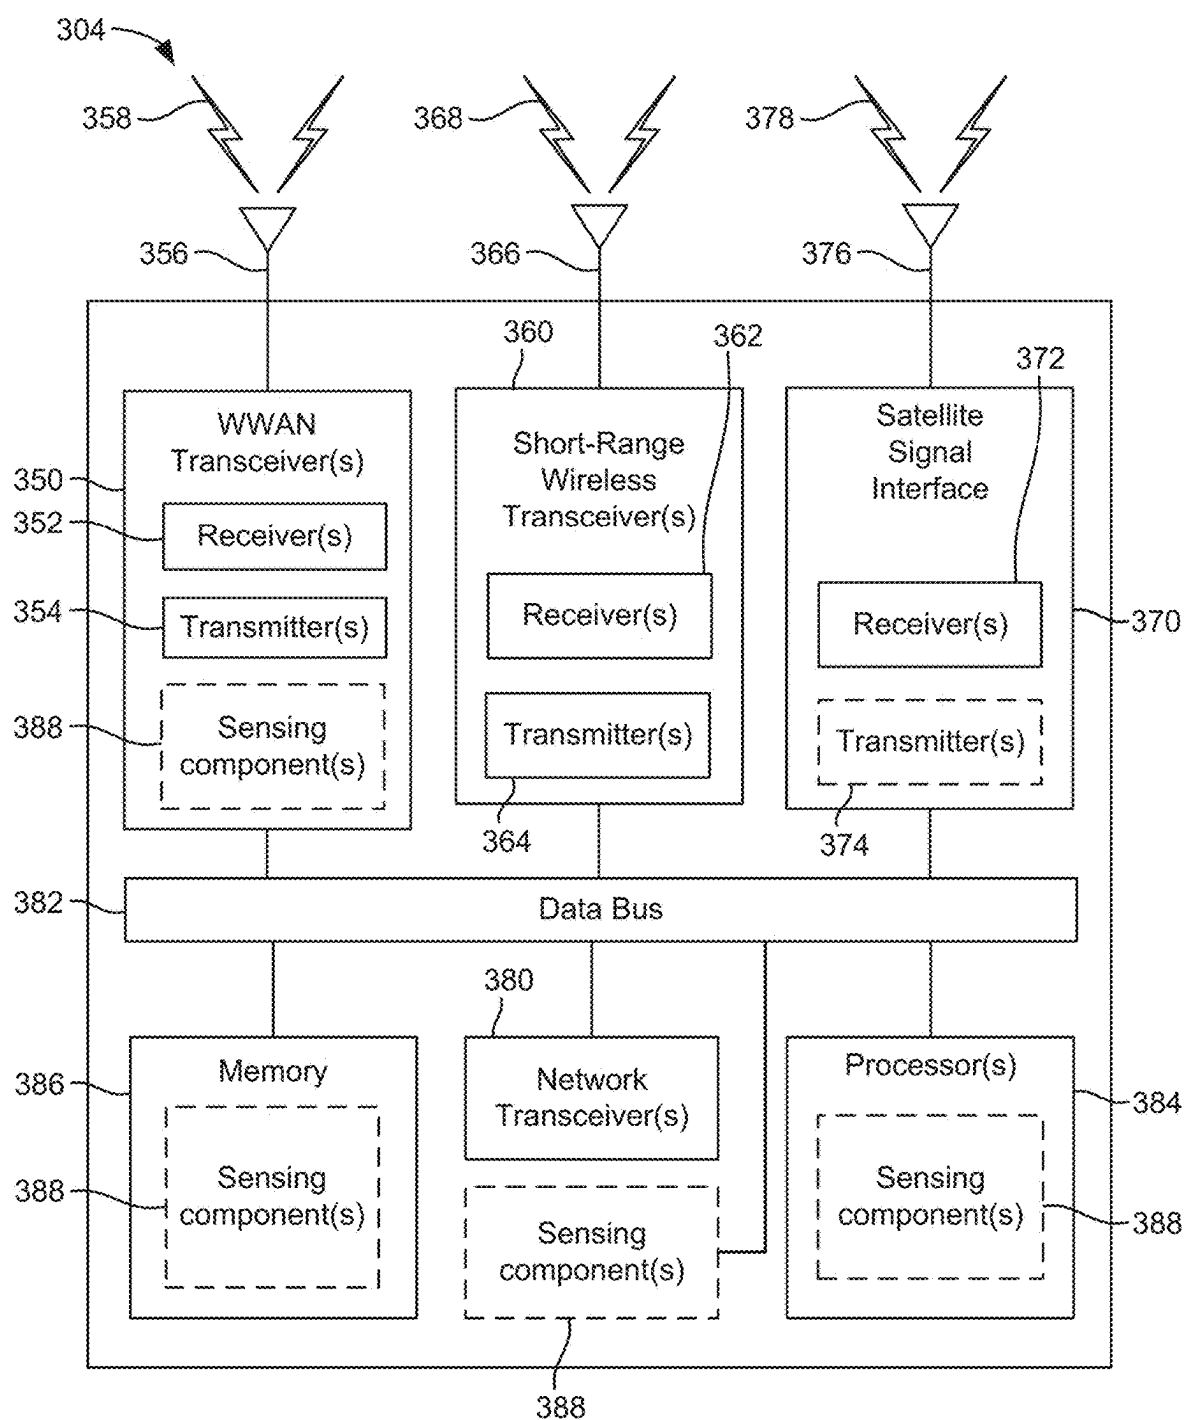 304
358
368
378
356
366
376
360
362
372
WWAN
Transceiver(s)
Short-Range
Wireless
Transceiver(s)
Satellite
Signal
Interface
350
352
Receiver(s)
Receiver(s)
Receiver(s)
354
Transmitter(s)
370
388
Sensing
component(s)
Transmitter(s)
Transmitter(s)
364
374
382
Data Bus
380
386
Memory
Network
Transceiver(s)
Processor(s)
384
388
Sensing
component(s)
Sensing
component(s)
Sensing
component(s)
388
388